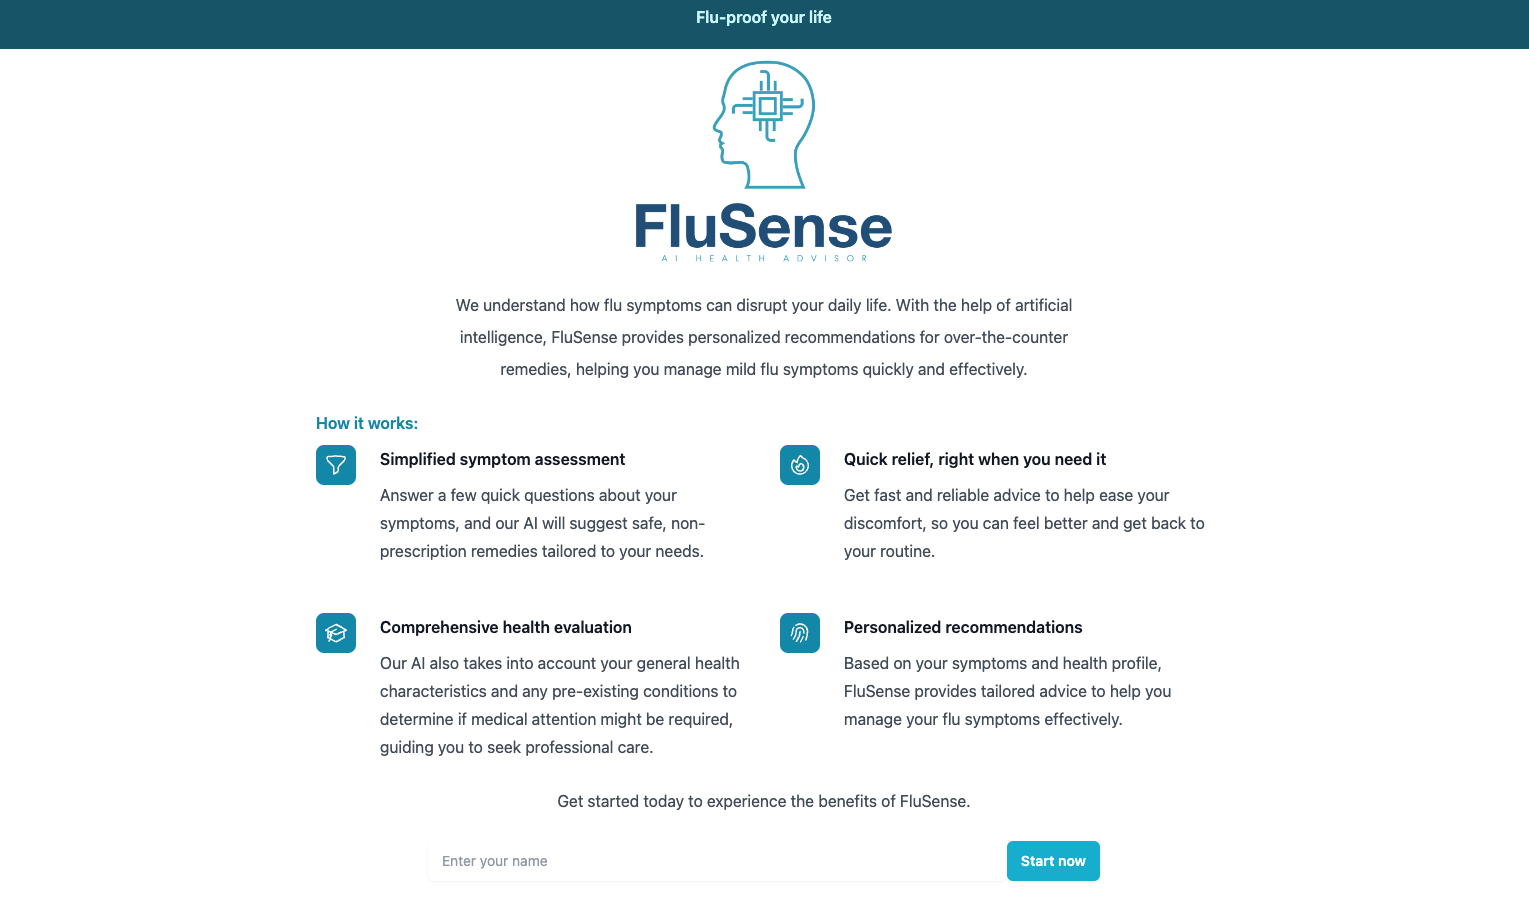 Flu-proof your life
FluSense
AI HEALTH ADVISOR
We understand how flu symptoms can disrupt your daily life. With the help of artificial
intelligence, FluSense provides personalized recommendations for over-the-counter
remedies, helping you manage mild flu symptoms quickly and effectively.
How it works:
Simplified symptom assessment
Answer a few quick questions about your
symptoms, and our AI will suggest safe, non-
prescription remedies tailored to your needs.
Quick relief, right when you need it
Get fast and reliable advice to help ease your
discomfort, so you can feel better and get back to
your routine.
Comprehensive health evaluation
Our AI also takes into account your general health
characteristics and any pre-existing conditions to
determine if medical attention might be required,
guiding you to seek professional care.
Personalized recommendations
Based on your symptoms and health profile,
FluSense provides tailored advice to help you
manage your flu symptoms effectively.
Get started today to experience the benefits of FluSense.
Enter your name
Start now